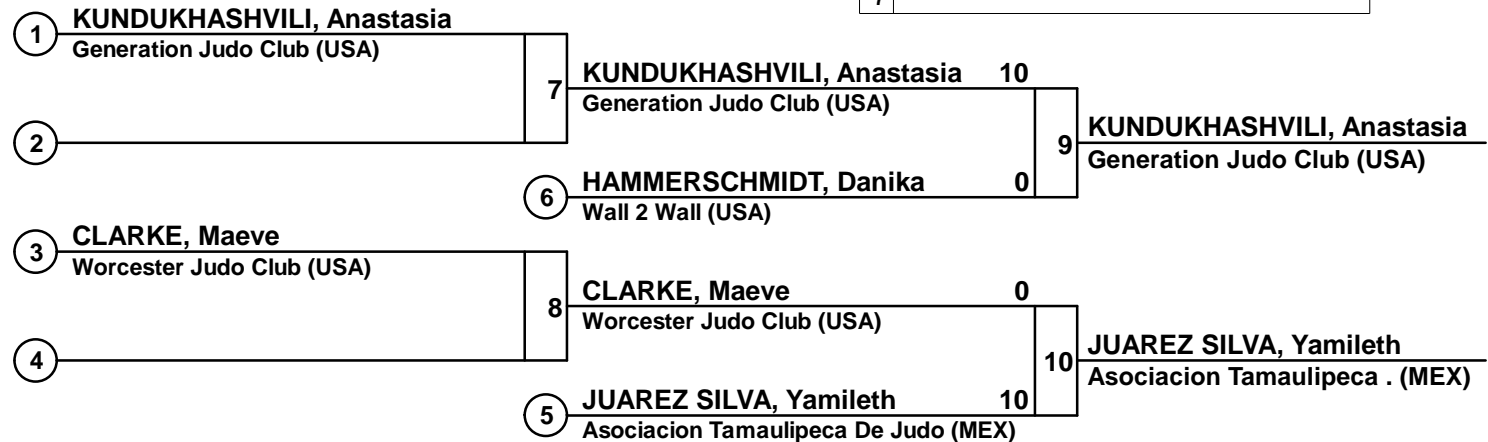 7
KUNDUKHASHVILI, Anastasia
1
Generation Judo Club (USA)
KUNDUKHASHVILI, Anastasia 10
7
Generation Judo Club (USA)
KUNDUKHASHVILI, Anastasia
2
9
Generation Judo Club (USA)
HAMMERSCHMIDT, Danika 0
6
Wall 2 Wall (USA)
CLARKE, Maeve
3
Worcester Judo Club (USA)
CLARKE, Maeve 0
8
Worcester Judo Club (USA)
JUAREZ SILVA, Yamileth
4
10
Asociacion Tamaulipeca . (MEX)
JUAREZ SILVA, Yamileth 10
5
Asociacion Tamaulipeca De Judo (MEX)